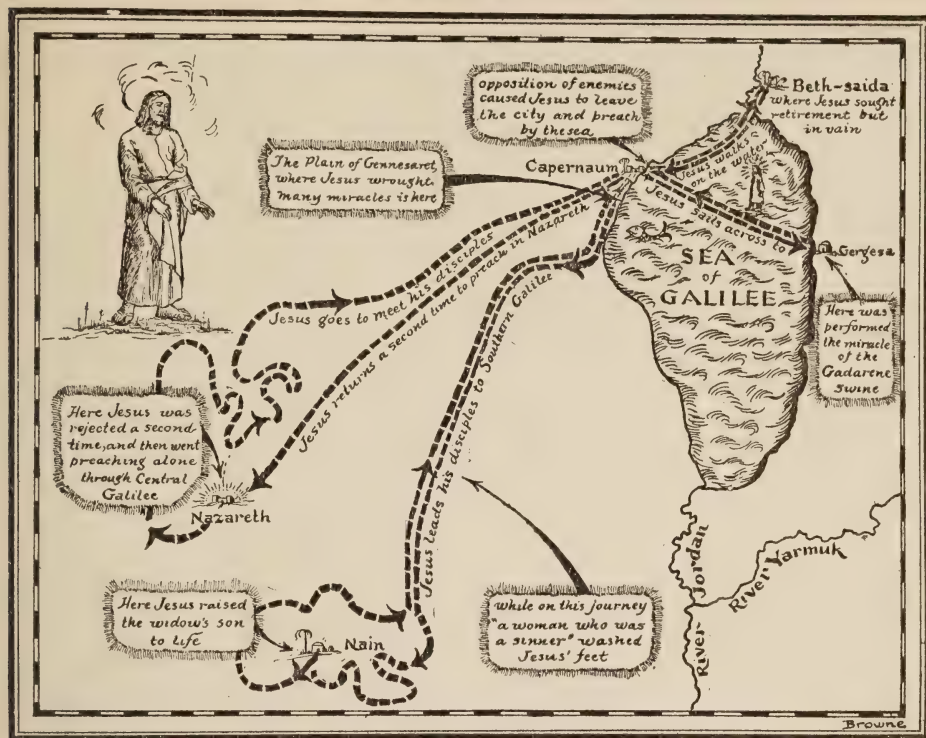 opposition of enemies
caused Jesus to leave
the city and preach
by the sea
Beth-saida
where Jesus sought
retirement but
in vain
The Plain of Gennesaret,
where Jesus wrought
many miracles is here
Capernaum
Jesus walks
on the water
Jesus sails across to
Gergesa
SEA
of
GALILEE
Here was
performed
the miracle
of the
Gadarene
Swine
Jesus goes to meet his disciples
Jesus returns a second time to preach in Nazareth
Jesus leads his disciples to Southern Galilee
Here Jesus was
rejected a second
time, and then went
preaching alone
through Central
Galilee
Nazareth
Here Jesus raised
the widow's son
to life
Nain
while on this journey
"a woman who was
a sinner" washed
Jesus' feet
River Jordan
River Yarmuk
Browne